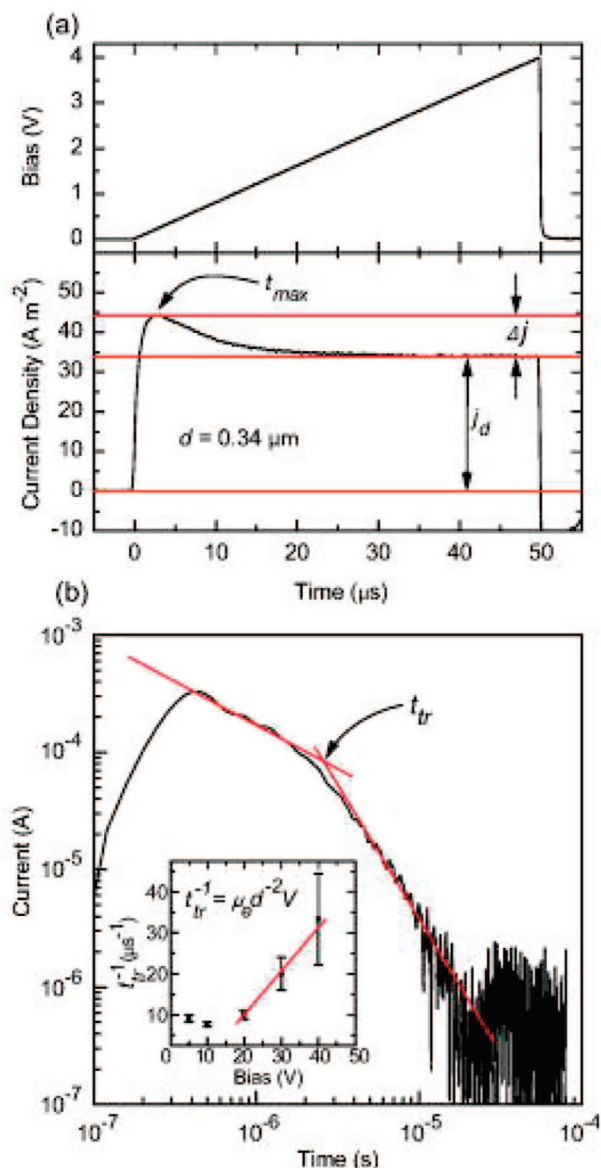 (a)
4
3
2
1
0
Bias (V)
50
40
30
20
10
0
-10
Current Density (A m⁻²)
t_max
Δj
j_d
d = 0.34 µm
0 10 20 30 40 50
Time (µs)
(b)
10⁻³
10⁻⁴
10⁻⁵
10⁻⁶
10⁻⁷
Current (A)
t_tr
t_tr⁻¹ = μ_e d⁻² V
40
30
20
10
t_tr⁻¹ (µs⁻¹)
0 10 20 30 40 50
Bias (V)
10⁻⁷ 10⁻⁶ 10⁻⁵ 10⁻⁴
Time (s)